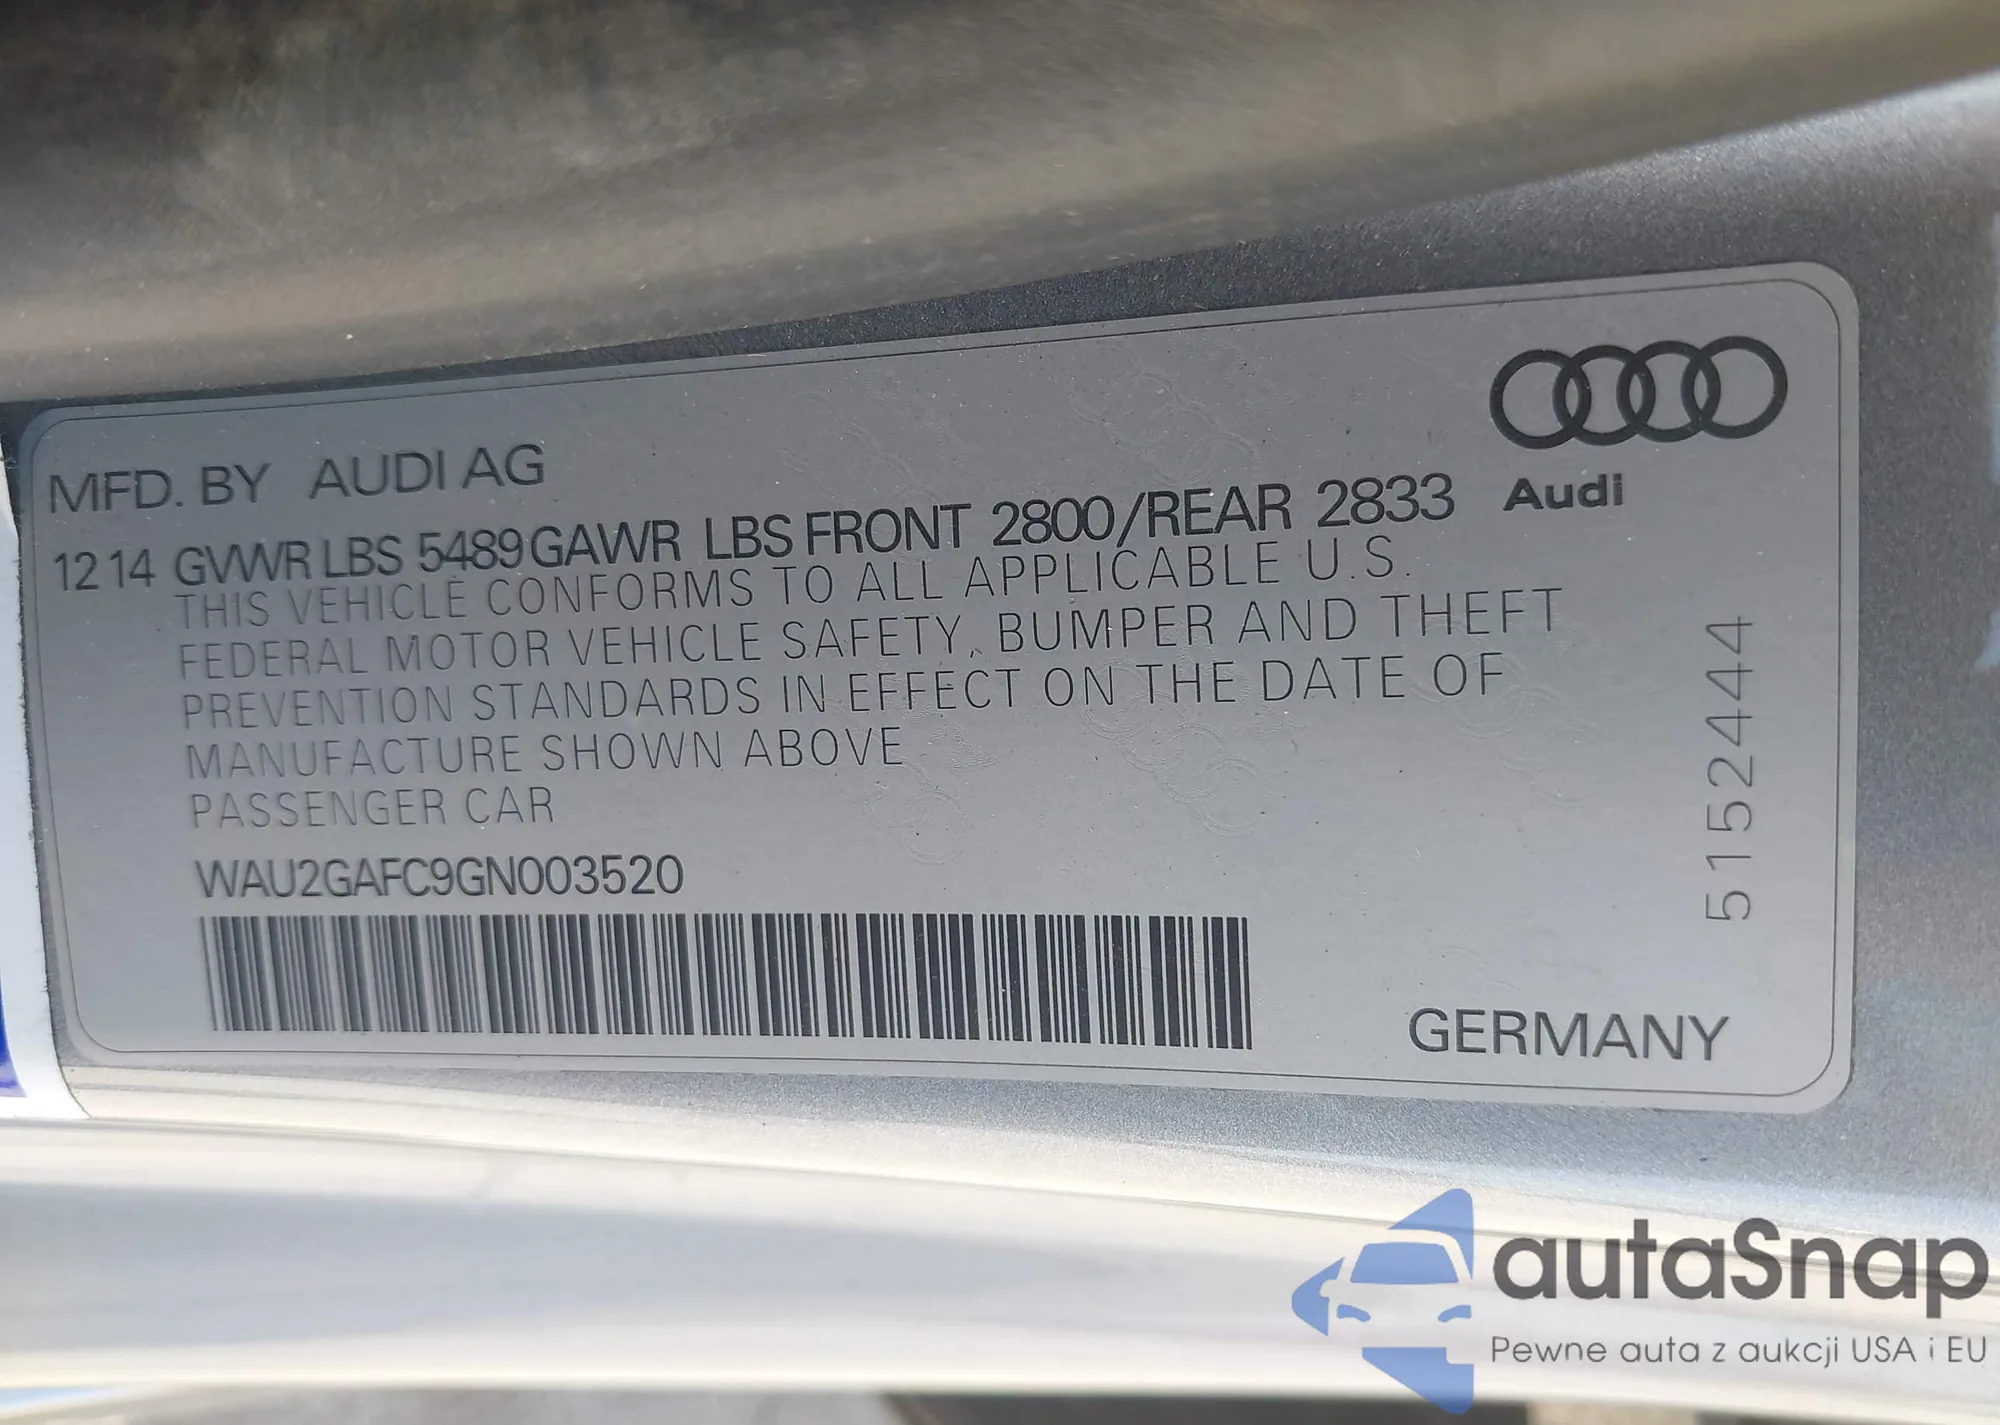 MFD. BY AUDI AG
12 14 GVWR LBS 5489 GAWR LBS FRONT 2800/REAR 2833
Audi
THIS VEHICLE CONFORMS TO ALL APPLICABLE U.S.
FEDERAL MOTOR VEHICLE SAFETY, BUMPER AND THEFT
PREVENTION STANDARDS IN EFFECT ON THE DATE OF
MANUFACTURE SHOWN ABOVE
PASSENGER CAR
WAU2GAFC9GN003520
5152444
GERMANY
autaSnap
Pewne auta z aukcji USA i EU